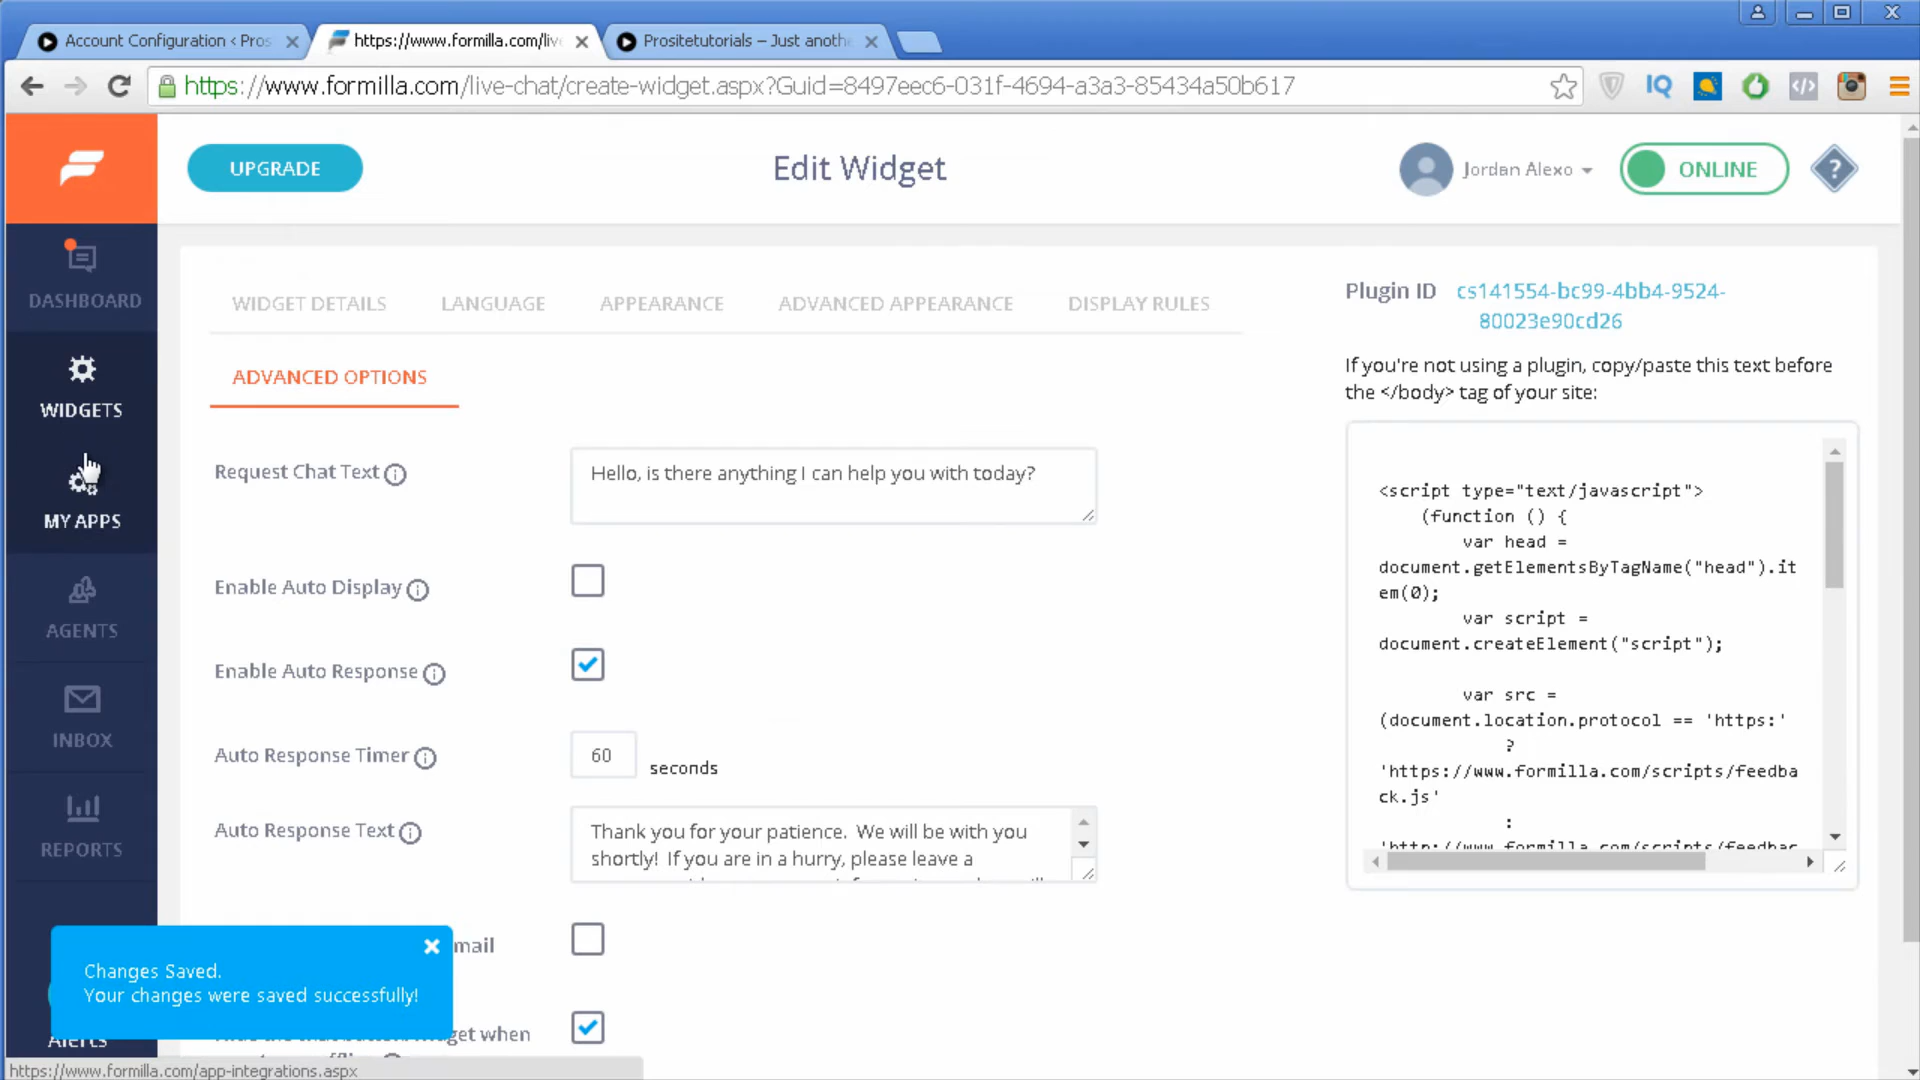 Account Configuration < Pros
https://www.formilla.com/liv
Prositetutorials – Just anoth
https://www.formilla.com/live-chat/create-widget.aspx?Guid=8497eec6-031f-4694-a3a3-85434a50b617
IQ
UPGRADE
Edit Widget
Jordan Alexo
ONLINE
?
DASHBOARD
WIDGETS
MY APPS
AGENTS
INBOX
REPORTS
Alerts
WIDGET DETAILS
LANGUAGE
APPEARANCE
ADVANCED APPEARANCE
DISPLAY RULES
ADVANCED OPTIONS
Request Chat Text
Hello, is there anything I can help you with today?
Enable Auto Display
Enable Auto Response
Auto Response Timer
60
seconds
Auto Response Text
Thank you for your patience. We will be with you
shortly! If you are in a hurry, please leave a
mail
get when
Changes Saved.
Your changes were saved successfully!
Plugin ID
cs141554-bc99-4bb4-9524-
80023e90cd26
If you're not using a plugin, copy/paste this text before
the </body> tag of your site:
<script type="text/javascript">
(function () {
var head =
document.getElementsByTagName("head").it
em(0);
var script =
document.createElement("script");
var src =
(document.location.protocol == 'https:'
?
'https://www.formilla.com/scripts/feedba
ck.js'
:
'http://www.formilla.com/scripts/feedbac
https://www.formilla.com/app-integrations.aspx